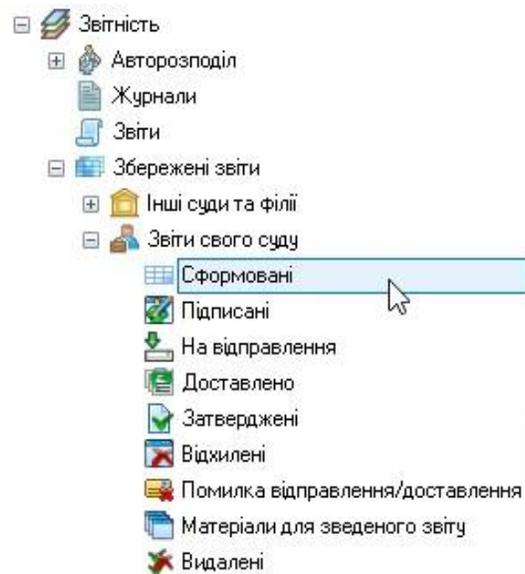 Звітність
Авторозподіл
Журнали
Звіти
Збережені звіти
Інші суди та філії
Звіти свого суду
Сформовані
Підписані
На відправлення
Доставлено
Затверджені
Відхилені
Помилка відправлення/доставлення
Матеріали для зведеного звіту
Видалені